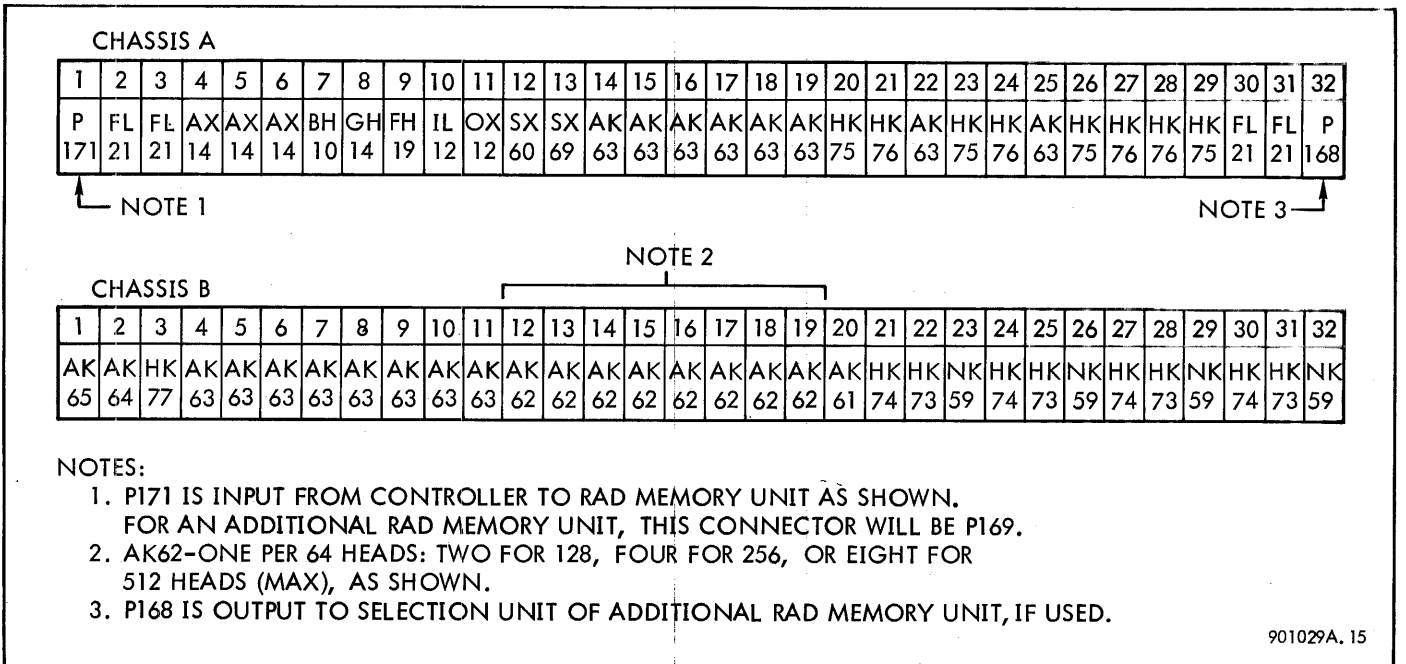 CHASSIS A
1 2 3 4 5 6 7 8 9 10 11 12 13 14 15 16 17 18 19 20 21 22 23 24 25 26 27 28 29 30 31 32
P FL FL AX AX AX BH GH FH IL OX SX SX AK AK AK AK AK AK HK HK AK HK HK AK HK HK HK HK FL FL P
171 21 21 14 14 14 10 14 19 12 12 60 69 63 63 63 63 63 63 75 76 63 75 76 63 75 76 76 75 21 21 168
NOTE 1 NOTE 3
NOTE 2
CHASSIS B
1 2 3 4 5 6 7 8 9 10 11 12 13 14 15 16 17 18 19 20 21 22 23 24 25 26 27 28 29 30 31 32
AK AK HK AK AK AK AK AK AK AK AK AK AK AK AK AK AK AK AK AK HK HK NK HK HK NK HK HK NK HK HK NK
65 64 77 63 63 63 63 63 63 63 63 62 62 62 62 62 62 62 62 61 74 73 59 74 73 59 74 73 59 74 73 59
NOTES:
1. P171 IS INPUT FROM CONTROLLER TO RAD MEMORY UNIT AS SHOWN.
FOR AN ADDITIONAL RAD MEMORY UNIT, THIS CONNECTOR WILL BE P169.
2. AK62-ONE PER 64 HEADS: TWO FOR 128, FOUR FOR 256, OR EIGHT FOR
512 HEADS (MAX), AS SHOWN.
3. P168 IS OUTPUT TO SELECTION UNIT OF ADDITIONAL RAD MEMORY UNIT, IF USED.
901029A. 15